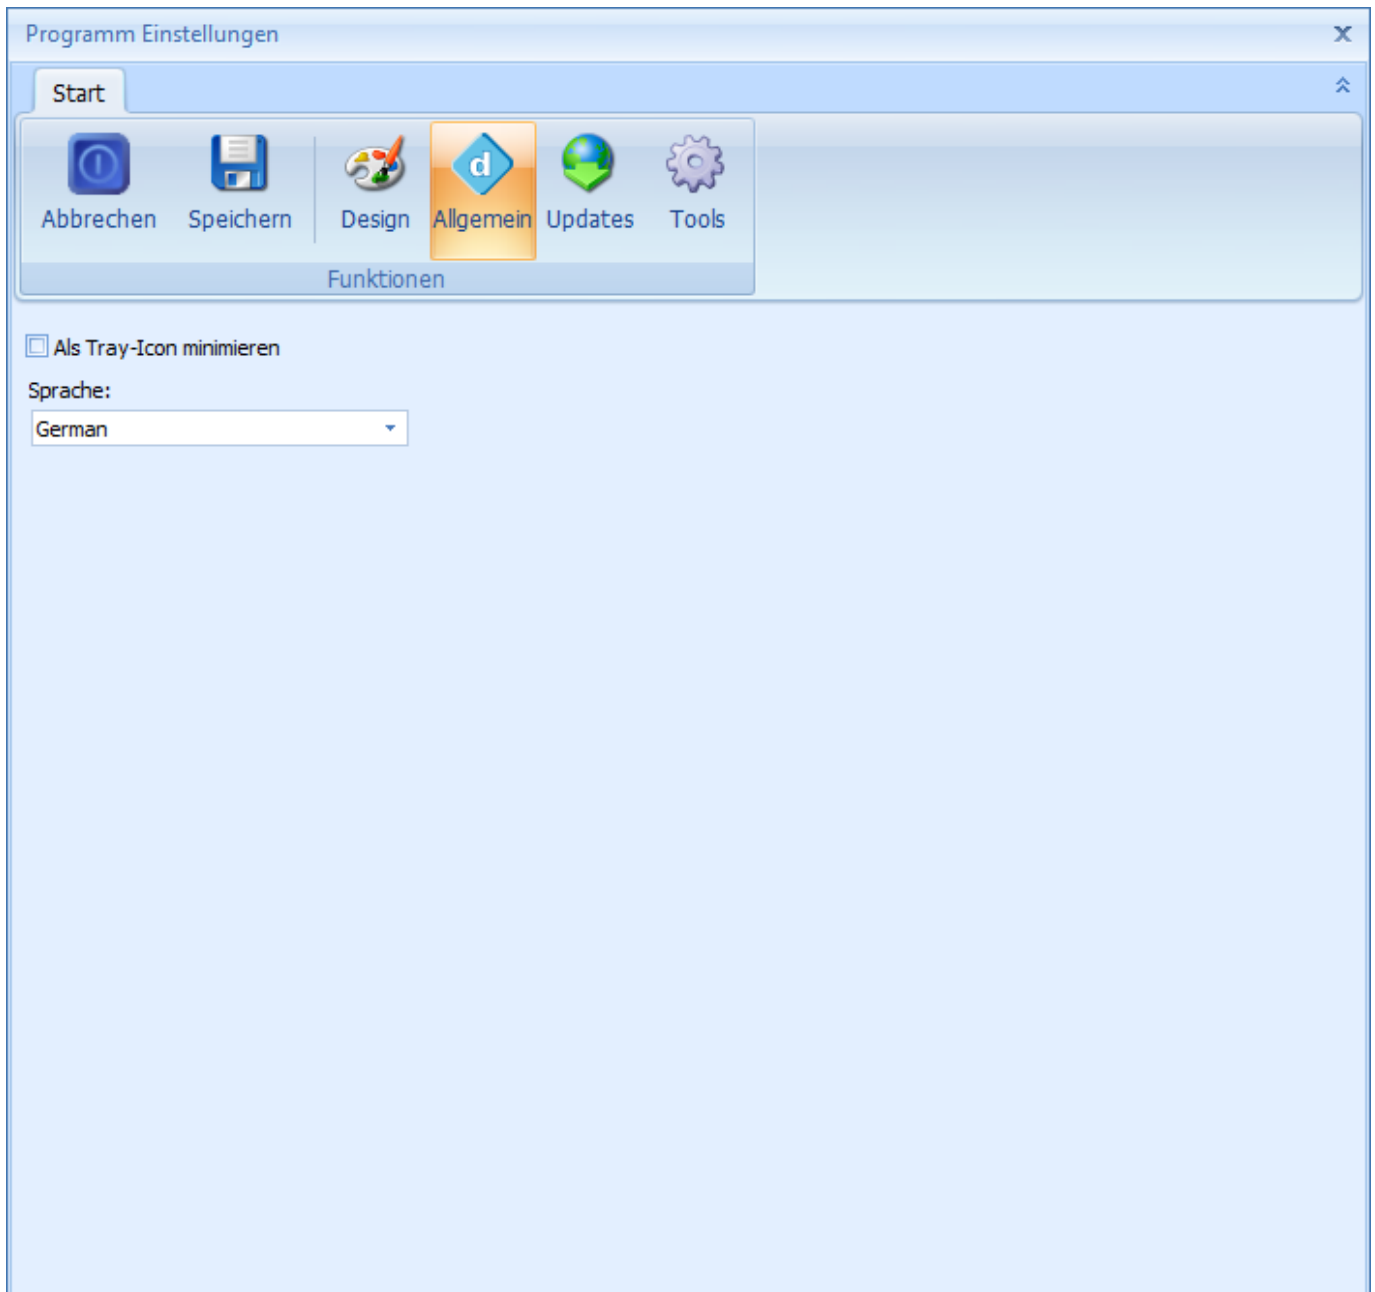 Programm Einstellungen
Start
Abbrechen Speichern Design Allgemein Updates Tools
Funktionen
Als Tray-Icon minimieren
Sprache:
German